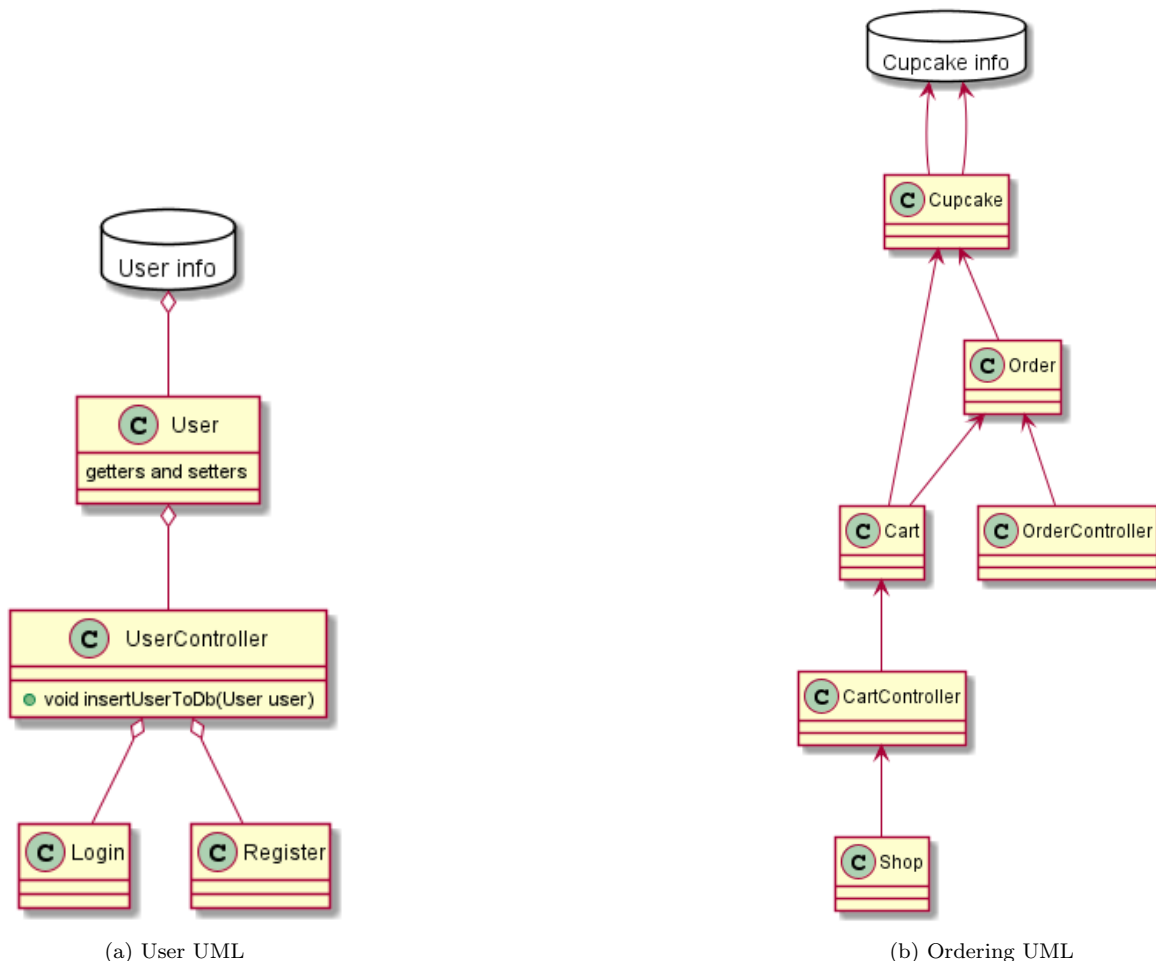 User info
C User
getters and setters
C UserController
void insertUserToDb(User user)
C Login
C Register
(a) User UML
Cupcake info
C Cupcake
C Order
C Cart
C OrderController
C CartController
C Shop
(b) Ordering UML